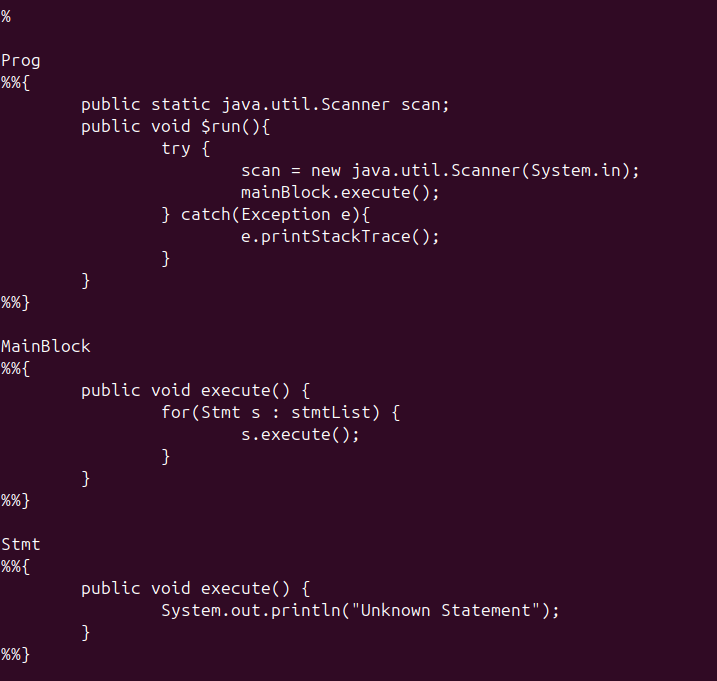 %
Prog
%%{
public static java.util.Scanner scan;
public void $run(){
try {
scan = new java.util.Scanner(System.in);
mainBlock.execute();
} catch(Exception e){
e.printStackTrace();
}
}
%%}
MainBlock
%%{
public void execute() {
for(Stmt s : stmtList) {
s.execute();
}
}
%%}
Stmt
%%{
public void execute() {
System.out.println("Unknown Statement");
}
%%}